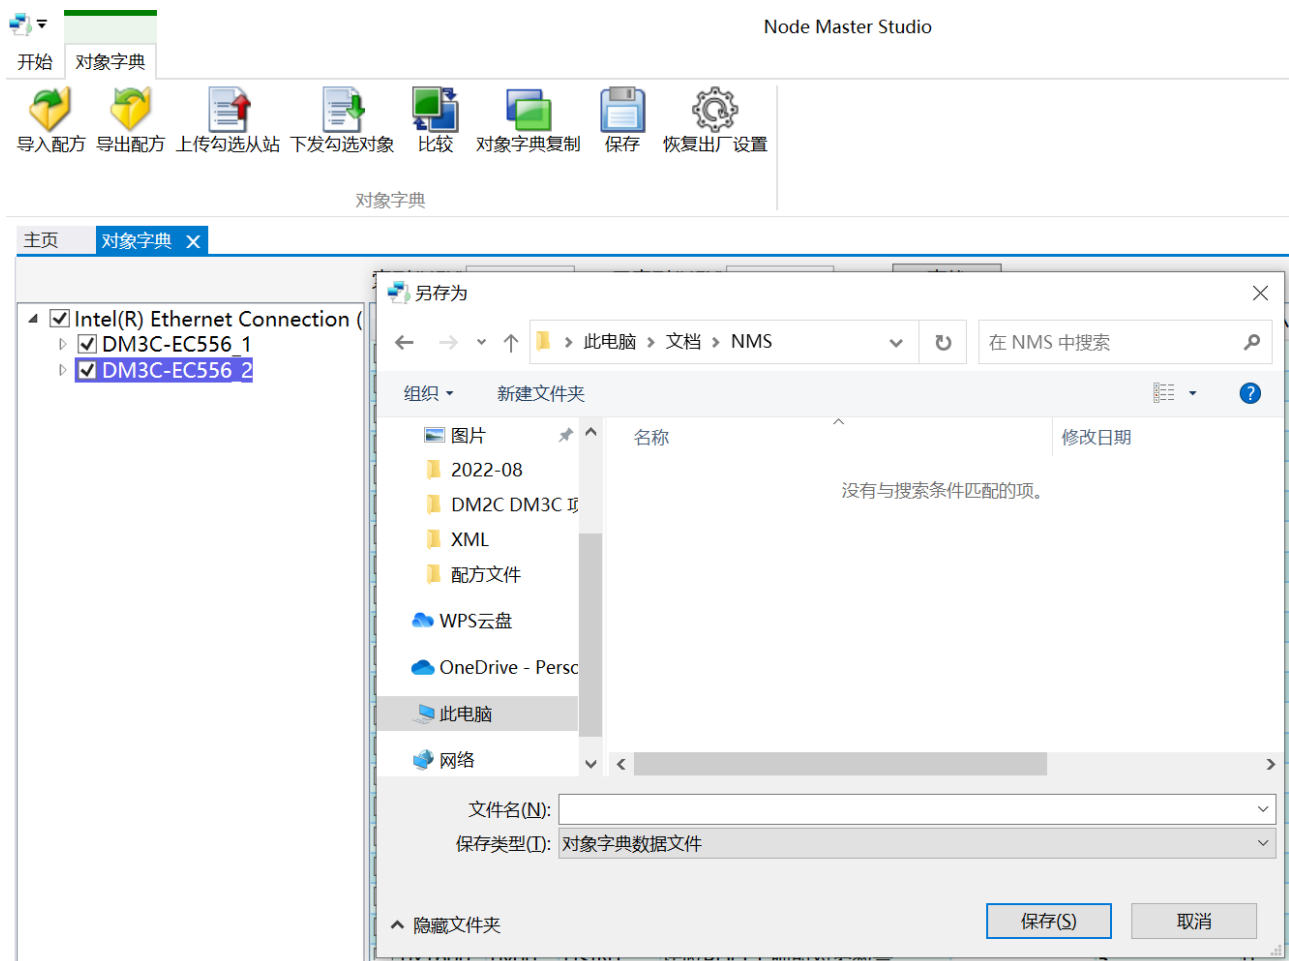 Node Master Studio
开始 对象字典
导入配方 导出配方 上传勾选从站 下发勾选对象 比较 对象字典复制 保存 恢复出厂设置
对象字典
主页 对象字典
Intel(R) Ethernet Connection (
DM3C-EC556_1
DM3C-EC556_2
另存为
此电脑 文档 NMS 在 NMS 中搜索
组织 新建文件夹
名称 修改日期
没有与搜索条件匹配的项。
图片
2022-08
DM2C DM3C 项
XML
配方文件
WPS云盘
OneDrive - Perso
此电脑
网络
文件名(N):
保存类型(T): 对象字典数据文件
隐藏文件夹 保存(S) 取消